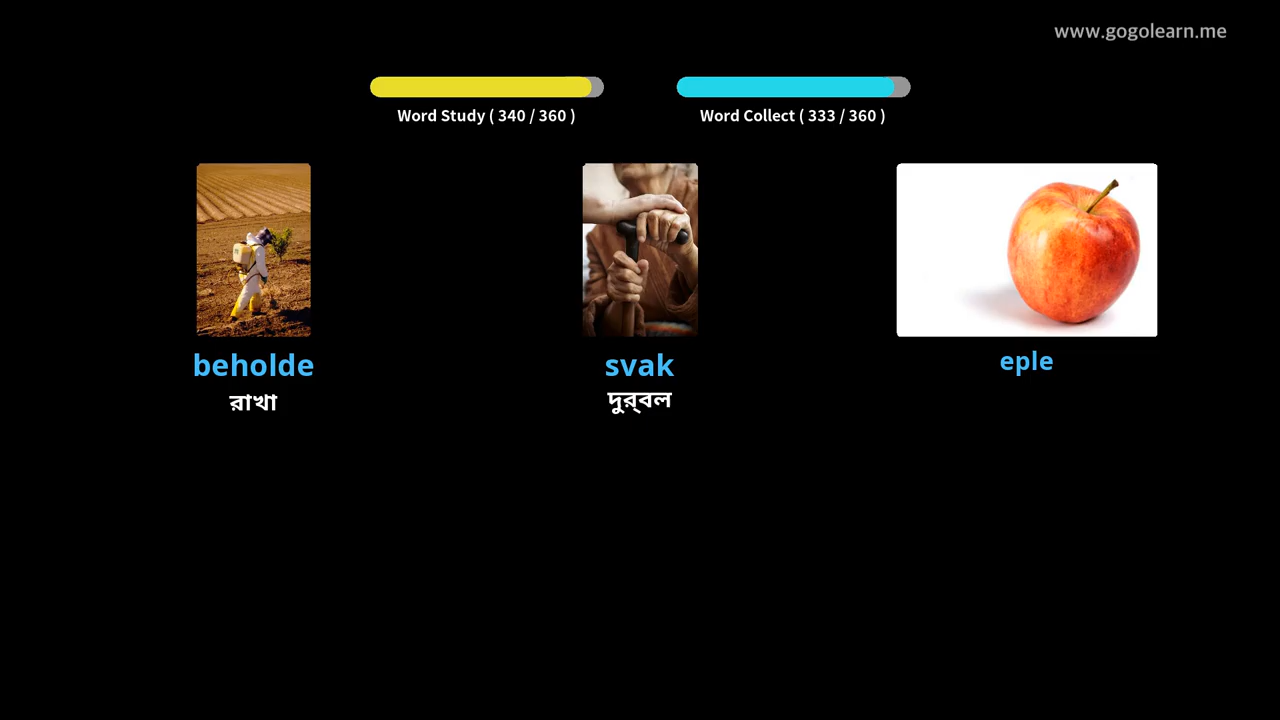 www.gogolearn.me
Word Study ( 340 / 360 )
Word Collect ( 333 / 360 )
beholde
svak
eple
রাখা
দুর্বল